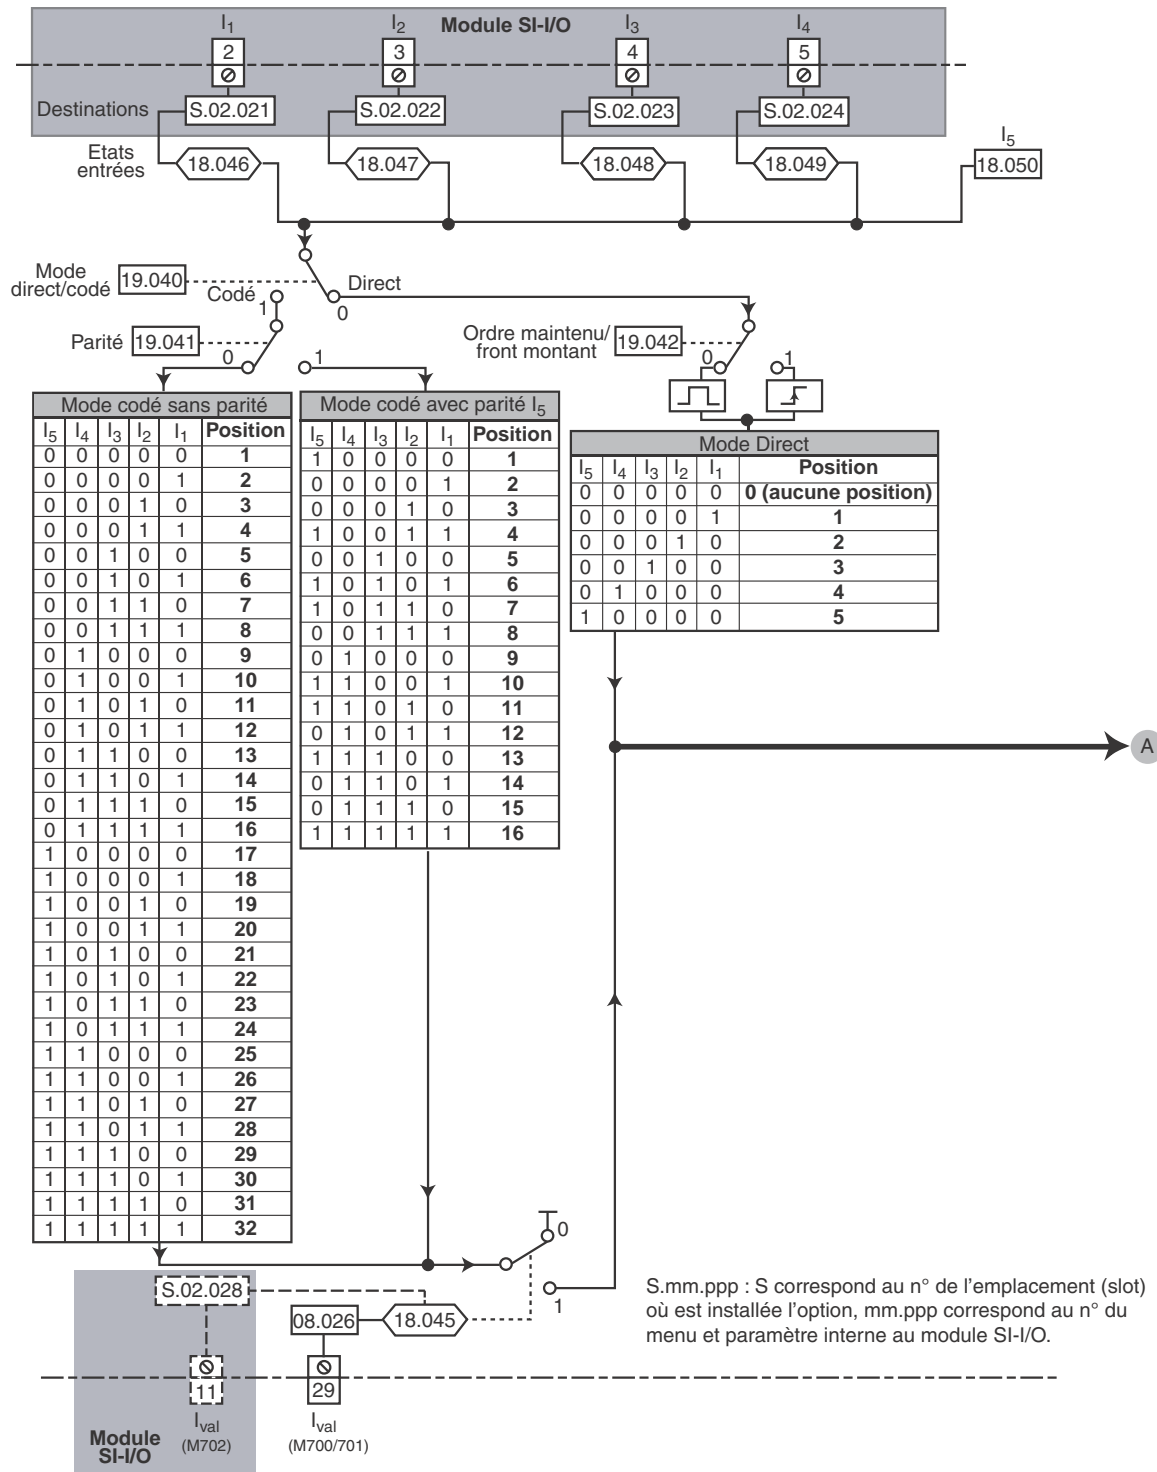 I1 I2 Module SI-I/O I3 I4
2 3 4 5
Destinations S.02.021 S.02.022 S.02.023 S.02.024
I5
Etats
entrées 18.046 18.047 18.048 18.049 18.050
Mode
direct/codé 19.040
Codé 1
Direct
0
Parité 19.041
0 1
Ordre maintenu/
front montant 19.042
0 1
Mode codé sans parité
I5 I4 I3 I2 I1 Position
0 0 0 0 0 1
0 0 0 0 1 2
0 0 0 1 0 3
0 0 0 1 1 4
0 0 1 0 0 5
0 0 1 0 1 6
0 0 1 1 0 7
0 0 1 1 1 8
0 1 0 0 0 9
0 1 0 0 1 10
0 1 0 1 0 11
0 1 0 1 1 12
0 1 1 0 0 13
0 1 1 0 1 14
0 1 1 1 0 15
0 1 1 1 1 16
1 0 0 0 0 17
1 0 0 0 1 18
1 0 0 1 0 19
1 0 0 1 1 20
1 0 1 0 0 21
1 0 1 0 1 22
1 0 1 1 0 23
1 0 1 1 1 24
1 1 0 0 0 25
1 1 0 0 1 26
1 1 0 1 0 27
1 1 0 1 1 28
1 1 1 0 0 29
1 1 1 0 1 30
1 1 1 1 0 31
1 1 1 1 1 32
Mode codé avec parité I5
I5 I4 I3 I2 I1 Position
1 0 0 0 0 1
0 0 0 0 1 2
0 0 0 1 0 3
1 0 0 1 1 4
0 0 1 0 0 5
1 0 1 0 1 6
1 0 1 1 0 7
0 0 1 1 1 8
0 1 0 0 0 9
1 1 0 0 1 10
1 1 0 1 0 11
0 1 0 1 1 12
1 1 1 0 0 13
0 1 1 0 1 14
0 1 1 1 0 15
1 1 1 1 1 16
Mode Direct
I5 I4 I3 I2 I1 Position
0 0 0 0 0 0 (aucune position)
0 0 0 0 1 1
0 0 0 1 0 2
0 0 1 0 0 3
0 1 0 0 0 4
1 0 0 0 0 5
A
0
1
S.02.028
08.026 18.045
11 29
Ival
(M702)
Ival
(M700/701)
Module
SI-I/O
S.mm.ppp : S correspond au n° de l'emplacement (slot)
où est installée l'option, mm.ppp correspond au n° du
menu et paramètre interne au module SI-I/O.